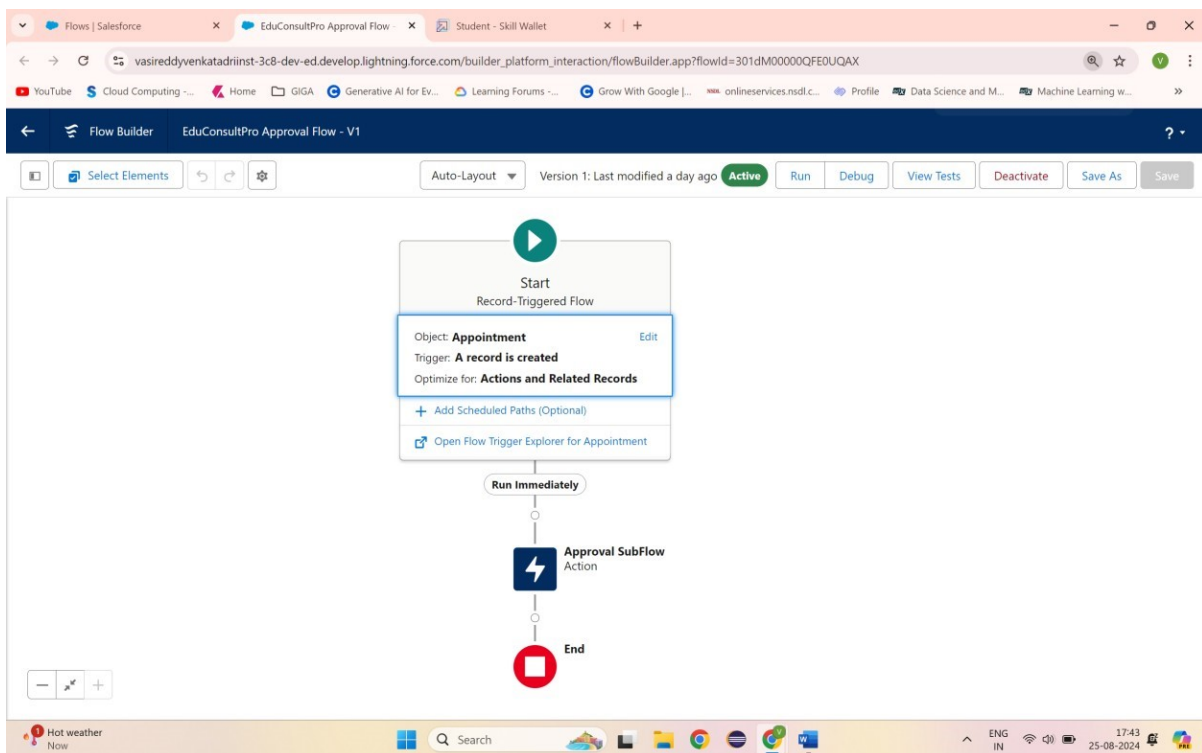 Flows | Salesforce
EduConsultPro Approval Flow -
Student - Skill Wallet
vasireddyvenkatadriinst-3c8-dev-ed.develop.lightning.force.com/builder_platform_interaction/flowBuilder.app?flowId=301dM00000QFE0UQAX
V
YouTube Cloud Computing -... Home GIGA Generative AI for Ev... Learning Forums -... Grow With Google |... onlineservices.nsdl.c... Profile Data Science and M... Machine Learning w... »
Flow Builder EduConsultPro Approval Flow - V1 ?
Select Elements Auto-Layout Version 1: Last modified a day ago Active Run Debug View Tests Deactivate Save As Save
Start
Record-Triggered Flow
Object: Appointment Edit
Trigger: A record is created
Optimize for: Actions and Related Records
+ Add Scheduled Paths (Optional)
Open Flow Trigger Explorer for Appointment
Run Immediately
Approval SubFlow
Action
End
1 Hot weather
Now
Search
ENG
IN
17:43
25-08-2024